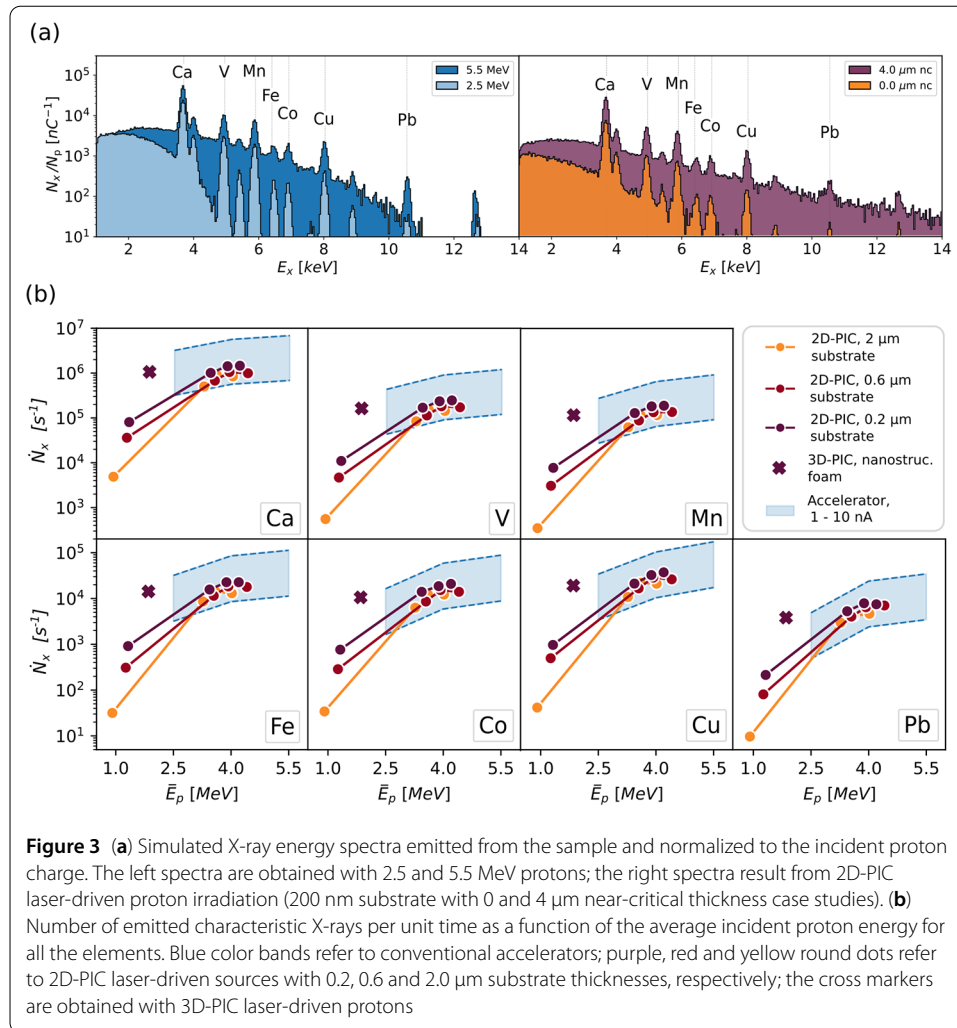 (a)
Ca
V
Mn
Fe
Co
Cu
Pb
5.5 MeV
2.5 MeV
Ca
V
Mn
Fe
Co
Cu
Pb
4.0 μm nc
0.0 μm nc
10⁵
10⁴
10³
10²
10¹
N_x/N_p [nC⁻¹]
4 6 8 10 12 14 4 6 8 10 12 14
E_x [keV]
E_x [keV]
(b)
10⁷
10⁶
10⁵
10⁴
10³
Ṅ_x [s⁻¹]
Ca
V
Mn
2D-PIC, 2 μm
substrate
2D-PIC, 0.6 μm
substrate
2D-PIC, 0.2 μm
substrate
3D-PIC, nanostruc.
foam
Accelerator,
1 - 10 nA
10⁵
10⁴
10³
10²
10¹
Ṅ_x [s⁻¹]
Fe
Co
Cu
Pb
1.0 2.5 4.0 5.5 1.0 2.5 4.0 5.5 1.0 2.5 4.0 5.5 1.0 2.5 4.0 5.5
Ē_p [MeV]
Ē_p [MeV]
Ē_p [MeV]
E_p [MeV]
Figure 3 (a) Simulated X-ray energy spectra emitted from the sample and normalized to the incident proton
charge. The left spectra are obtained with 2.5 and 5.5 MeV protons; the right spectra result from 2D-PIC
laser-driven proton irradiation (200 nm substrate with 0 and 4 μm near-critical thickness case studies). (b)
Number of emitted characteristic X-rays per unit time as a function of the average incident proton energy for
all the elements. Blue color bands refer to conventional accelerators; purple, red and yellow round dots refer
to 2D-PIC laser-driven sources with 0.2, 0.6 and 2.0 μm substrate thicknesses, respectively; the cross markers
are obtained with 3D-PIC laser-driven protons